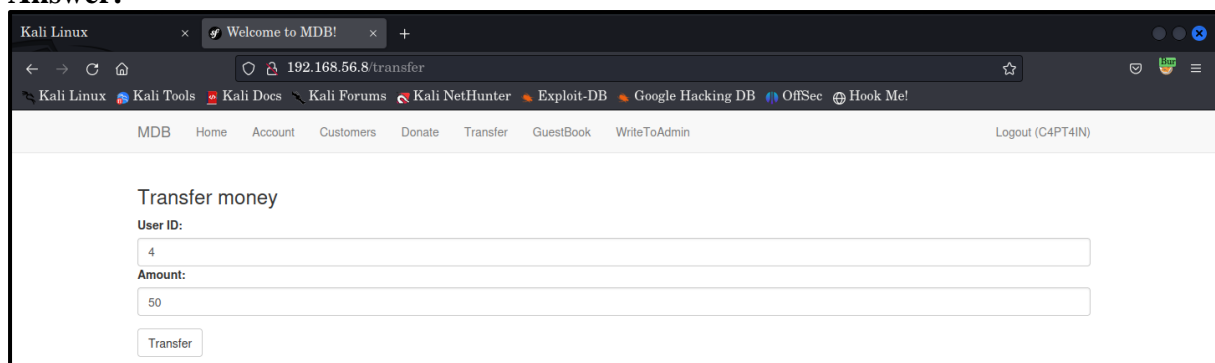 Answer:
Kali Linux × Welcome to MDB! × +
192.168.56.8/transfer
Kali Linux Kali Tools Kali Docs Kali Forums Kali NetHunter Exploit-DB Google Hacking DB OffSec Hook Me!
MDB Home Account Customers Donate Transfer GuestBook WriteToAdmin Logout (C4PT4IN)
Transfer money
User ID:
4
Amount:
50
Transfer